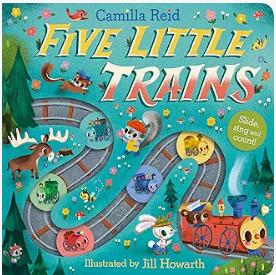 Camilla Reid
FIVE LITTLE
TRAINS
Slide,
sing and
count!
Illustrated by Jill Howarth